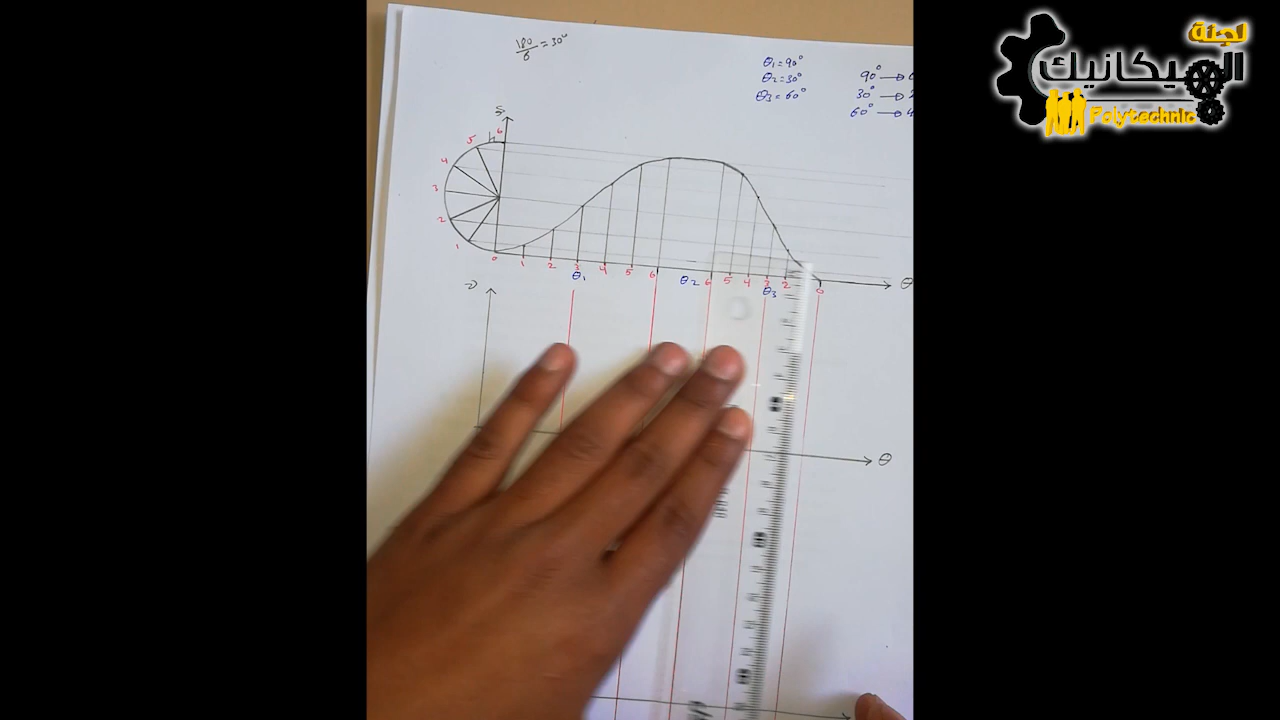 180/6 = 30°
θ1 = 90°
θ2 = 30°
θ3 = 60°
90° →
30° →
60° →
لجنة
الميكانيك
Polytechnic
S
h
6
5
4
3
2
1
0 1 2 3 4 5 6 6 5 4 3 2 0
θ1 θ2 θ3 θ
θ